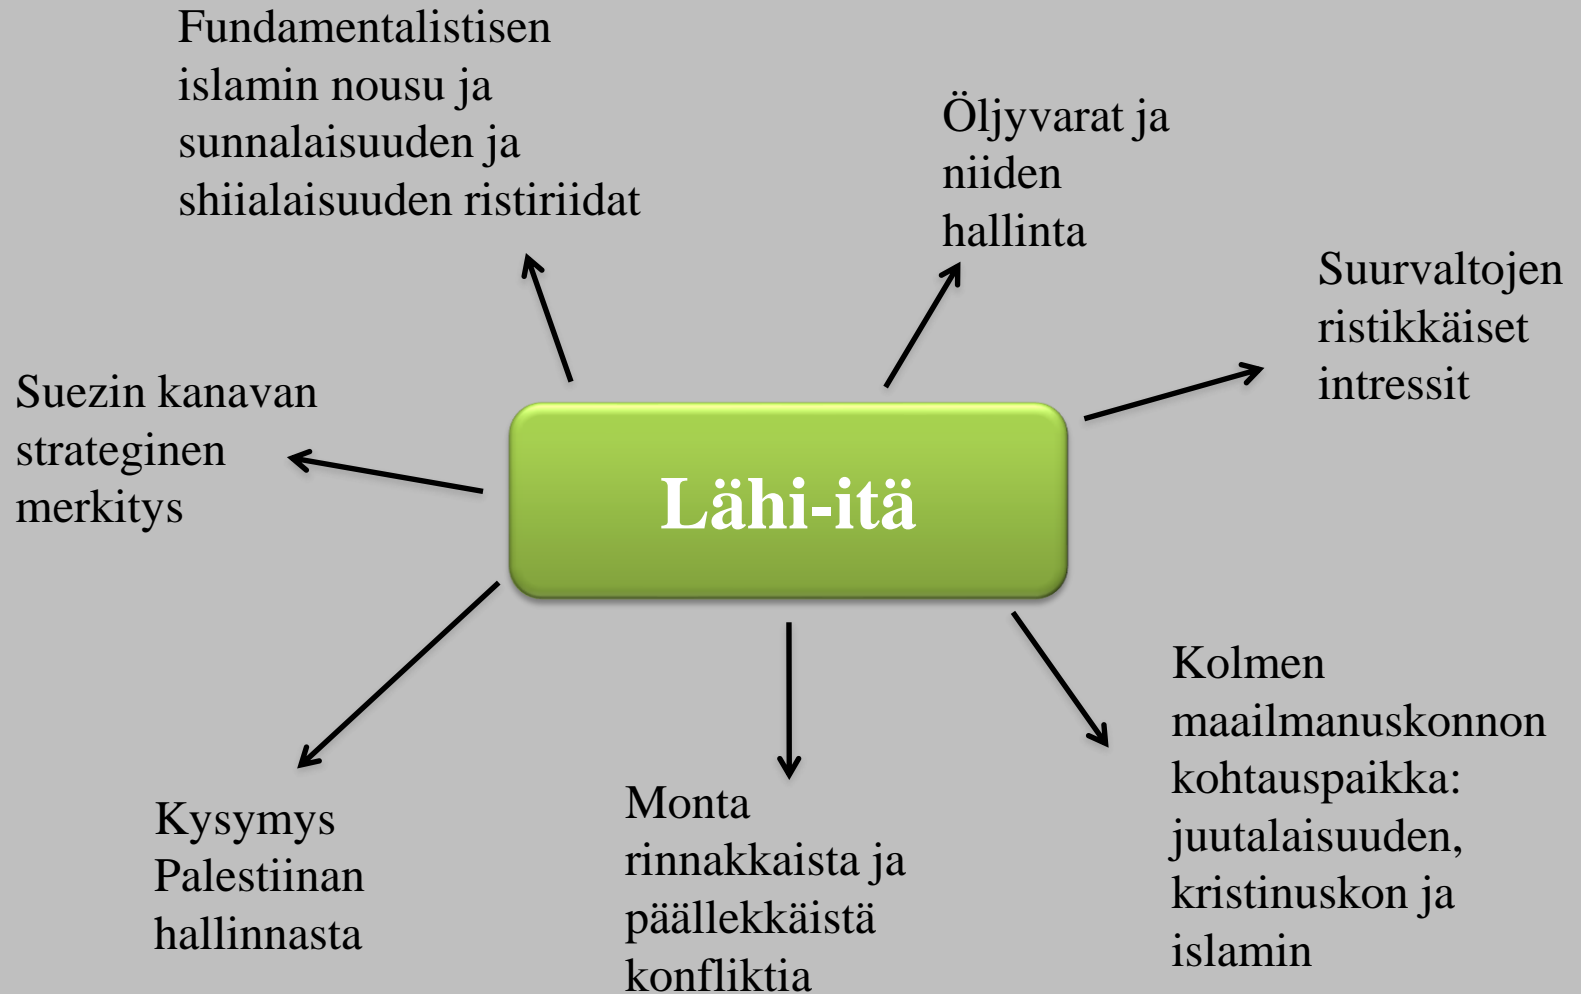 Fundamentalistisen
islamin nousu ja
sunnalaisuuden ja
shiialaisuuden ristiriidat
Öljyvarat ja
niiden
hallinta
Suurvaltojen
ristikkäiset
intressit
Suezin kanavan
strateginen
merkitys
Lähi-itä
Kysymys
Palestiinan
hallinnasta
Monta
rinnakkaista ja
päällekkäistä
konfliktia
Kolmen
maailmanuskonnon
kohtauspaikka:
juutalaisuuden,
kristinuskon ja
islamin